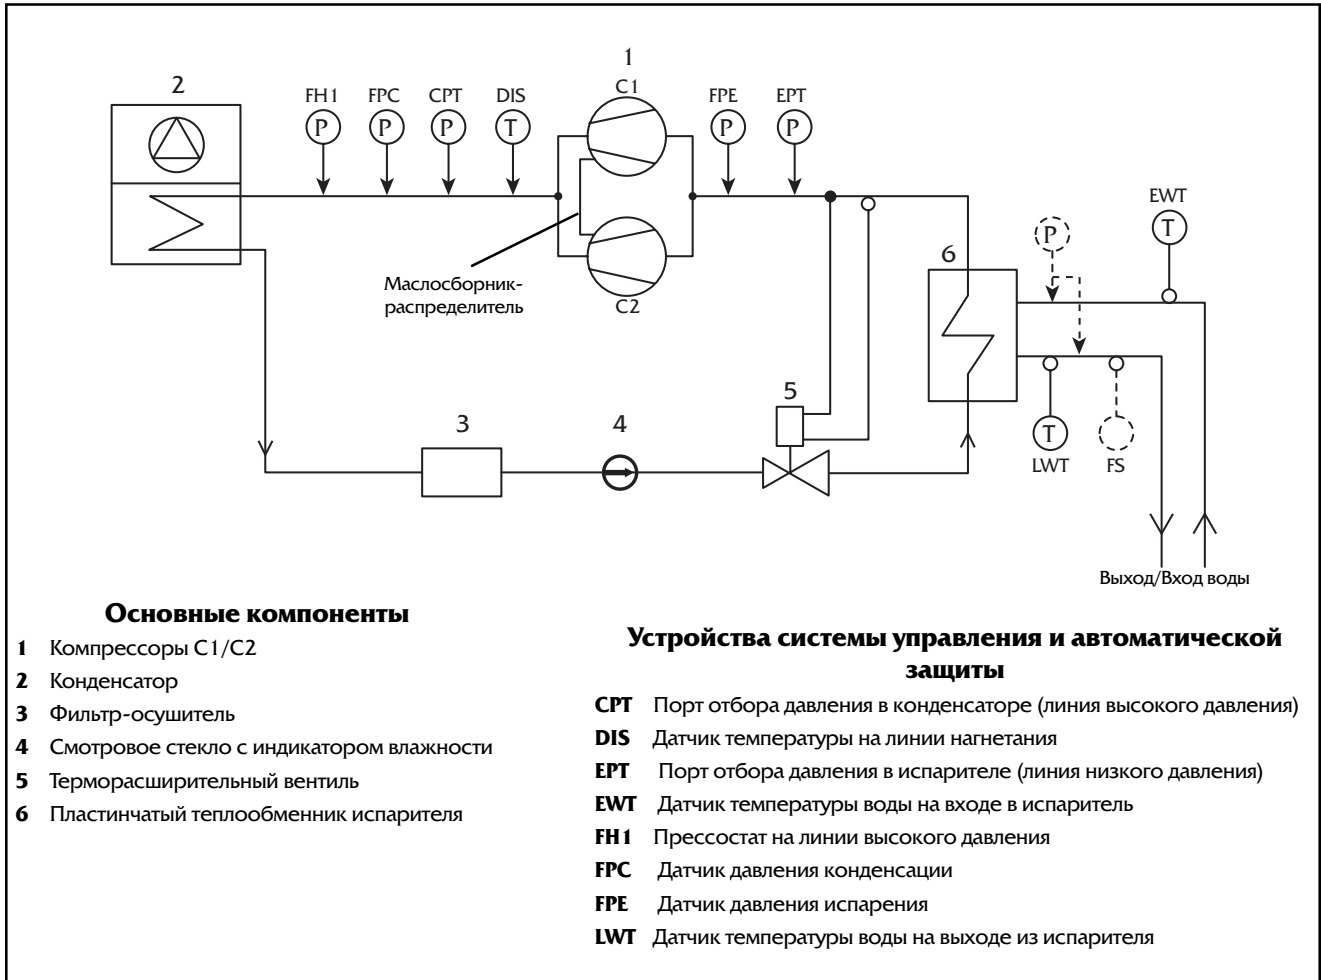 1
2
C1
FH1 FPC CPT DIS FPE EPT
P P P T P P
EWT
P T
6
Маслосборник-
распределитель
C2
5
3 4
T
LWT FS
Выход/Вход воды
Основные компоненты
1 Компрессоры C1/C2
2 Конденсатор
3 Фильтр-осушитель
4 Смотровое стекло с индикатором влажности
5 Терморасширительный вентиль
6 Пластинчатый теплообменник испарителя
Устройства системы управления и автоматической
защиты
CPT Порт отбора давления в конденсаторе (линия высокого давления)
DIS Датчик температуры на линии нагнетания
EPT Порт отбора давления в испарителе (линия низкого давления)
EWT Датчик температуры воды на входе в испаритель
FH1 Прессостат на линии высокого давления
FPC Датчик давления конденсации
FPE Датчик давления испарения
LWT Датчик температуры воды на выходе из испарителя